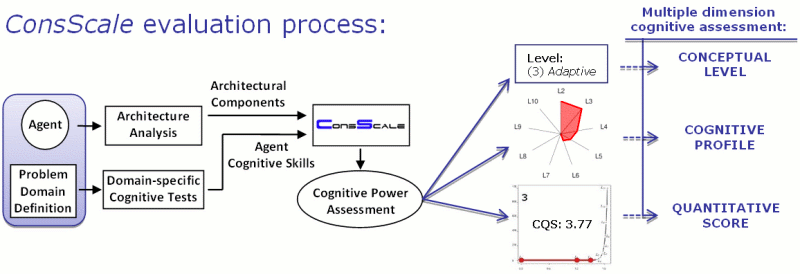 ConsScale evaluation process:
Multiple dimension
cognitive assessment:
Agent
Problem
Domain
Definition
Architecture
Analysis
Domain-specific
Cognitive Tests
Architectural
Components
Agent
Cognitive Skills
CONSSCALE
Cognitive Power
Assessment
Level:
(3) Adaptive
L2
L3
L4
L5
L6
L7
L8
L9
L10
3
CQS: 3.77
CONCEPTUAL
LEVEL
COGNITIVE
PROFILE
QUANTITATIVE
SCORE